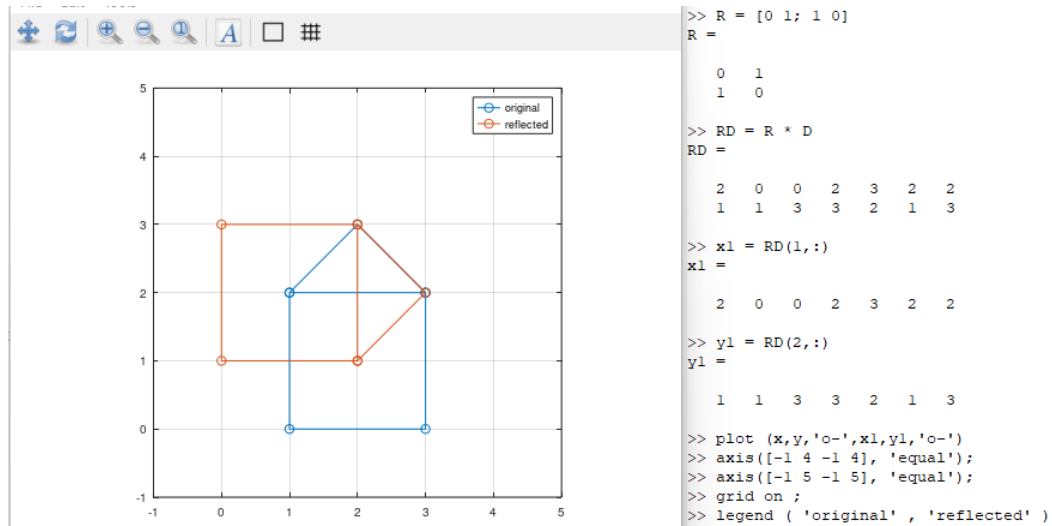 A
5
original
reflected
4
3
2
1
0
-1
-1 0 1 2 3 4 5
>> R = [0 1; 1 0]
R =
0 1
1 0
>> RD = R * D
RD =
2 0 0 2 3 2 2
1 1 3 3 2 1 3
>> x1 = RD(1,:)
x1 =
2 0 0 2 3 2 2
>> y1 = RD(2,:)
y1 =
1 1 3 3 2 1 3
>> plot (x,y,'o-',x1,y1,'o-')
>> axis([-1 4 -1 4], 'equal');
>> axis([-1 5 -1 5], 'equal');
>> grid on ;
>> legend ( 'original' , 'reflected' )